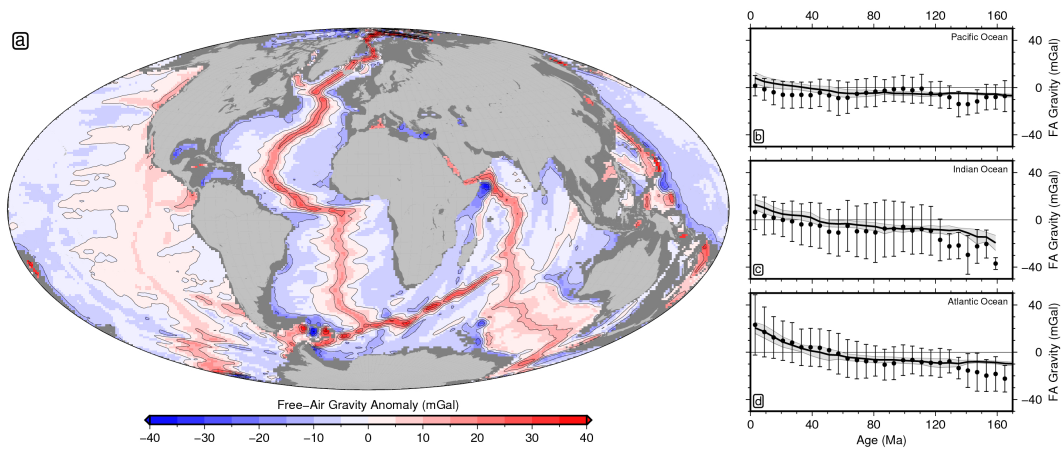 a
Free−Air Gravity Anomaly (mGal)
−40 −30 −20 −10 0 10 20 30 40
0 40 80 120 160
Pacific Ocean
40
0
−40
FA Gravity (mGal)
b
Indian Ocean
40
0
−40
FA Gravity (mGal)
c
Atlantic Ocean
40
0
−40
FA Gravity (mGal)
d
0 40 80 120 160
Age (Ma)